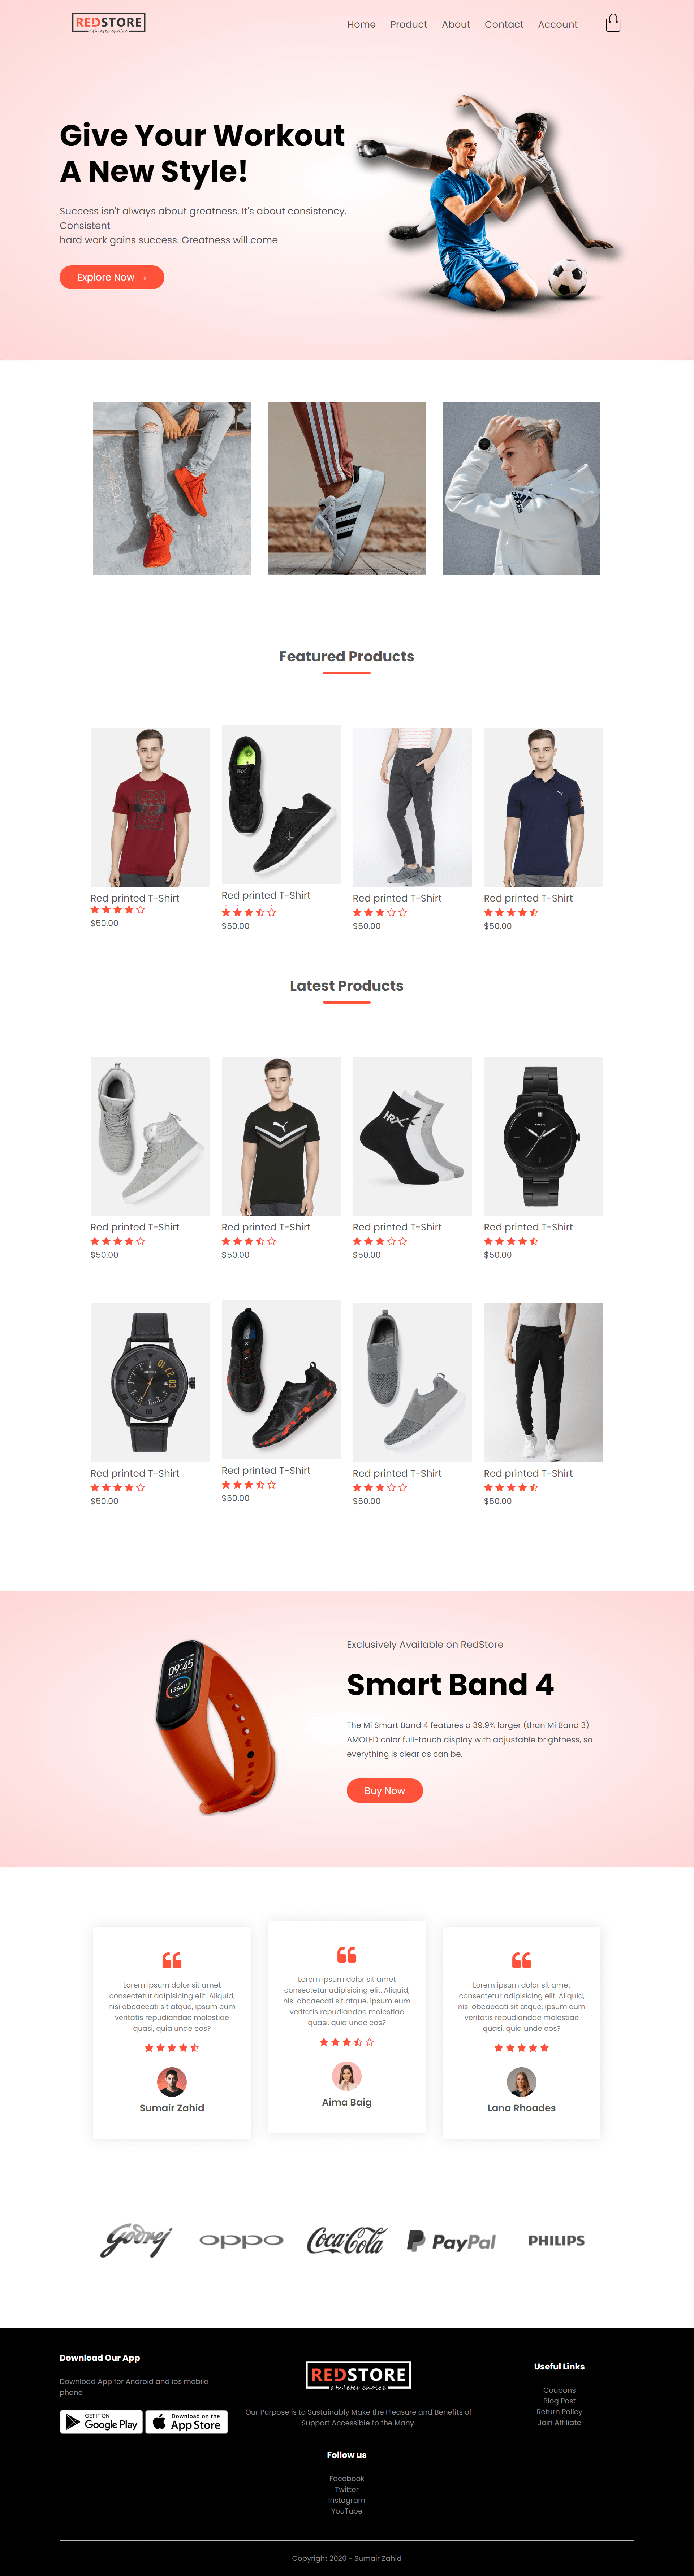 REDSTORE
athletes choice
Home Product About Contact Account
Give Your Workout
A New Style!
Success isn't always about greatness. It's about consistency.
Consistent
hard work gains success. Greatness will come
Explore Now →
adidas
Featured Products
HRX
Red printed T-Shirt
$50.00
Red printed T-Shirt
$50.00
Red printed T-Shirt
$50.00
Red printed T-Shirt
$50.00
Latest Products
HRX
FOSSIL
Red printed T-Shirt
$50.00
Red printed T-Shirt
$50.00
Red printed T-Shirt
$50.00
Red printed T-Shirt
$50.00
Red printed T-Shirt
$50.00
Red printed T-Shirt
$50.00
Red printed T-Shirt
$50.00
Red printed T-Shirt
$50.00
09:45
13640
Exclusively Available on RedStore
Smart Band 4
The Mi Smart Band 4 features a 39.9% larger (than Mi Band 3)
AMOLED color full-touch display with adjustable brightness, so
everything is clear as can be.
Buy Now
Lorem ipsum dolor sit amet
consectetur adipisicing elit. Aliquid,
nisi obcaecati sit atque, ipsum eum
veritatis repudiandae molestiae
quasi, quia unde eos?
Sumair Zahid
Lorem ipsum dolor sit amet
consectetur adipisicing elit. Aliquid,
nisi obcaecati sit atque, ipsum eum
veritatis repudiandae molestiae
quasi, quia unde eos?
Aima Baig
Lorem ipsum dolor sit amet
consectetur adipisicing elit. Aliquid,
nisi obcaecati sit atque, ipsum eum
veritatis repudiandae molestiae
quasi, quia unde eos?
Lana Rhoades
Godrej
oppo
Coca-Cola
PayPal
PHILIPS
Download Our App
Download App for Android and ios mobile
phone
GET IT ON
Google Play
Download on the
App Store
REDSTORE
athletes choice
Our Purpose is to Sustainably Make the Pleasure and Benefits of
Support Accessible to the Many.
Useful Links
Coupons
Blog Post
Return Policy
Join Affiliate
Follow us
Facebook
Twitter
Instagram
YouTube
Copyright 2020 - Sumair Zahid